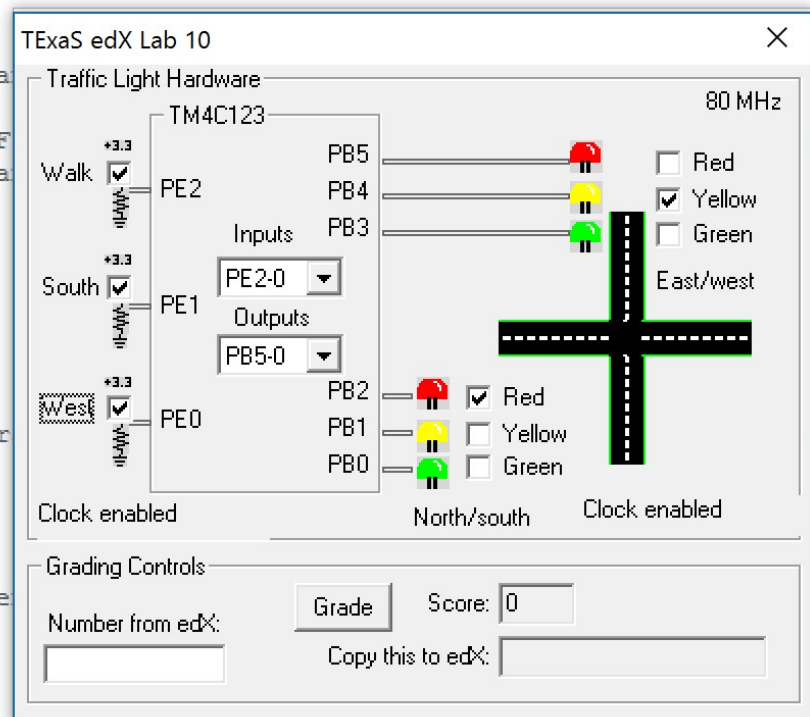 TExaS edX Lab 10
Traffic Light Hardware
80 MHz
TM4C123
+3.3
Walk
PE2
PB5
PB4
PB3
Red
Yellow
Green
East/west
Inputs
PE2-0
Outputs
PB5-0
+3.3
South
PE1
+3.3
West
PE0
PB2
PB1
PB0
Red
Yellow
Green
North/south
Clock enabled
Clock enabled
Grading Controls
Number from edX:
Grade
Score: 0
Copy this to edX: